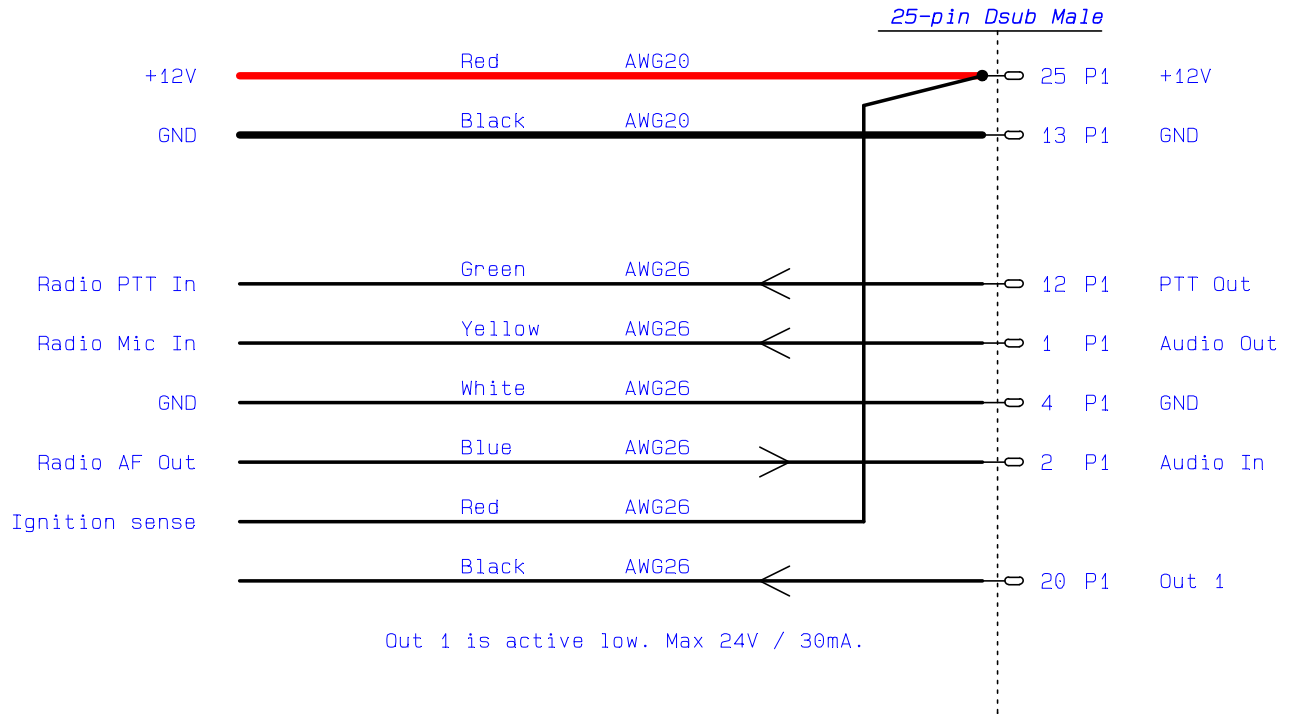 25-pin Dsub Male
Red AWG20
+12V 25 P1 +12V
Black AWG20
GND 13 P1 GND
Green AWG26
Radio PTT In 12 P1 PTT Out
Yellow AWG26
Radio Mic In 1 P1 Audio Out
White AWG26
GND 4 P1 GND
Blue AWG26
Radio AF Out 2 P1 Audio In
Red AWG26
Ignition sense
Black AWG26
20 P1 Out 1
Out 1 is active low. Max 24V / 30mA.